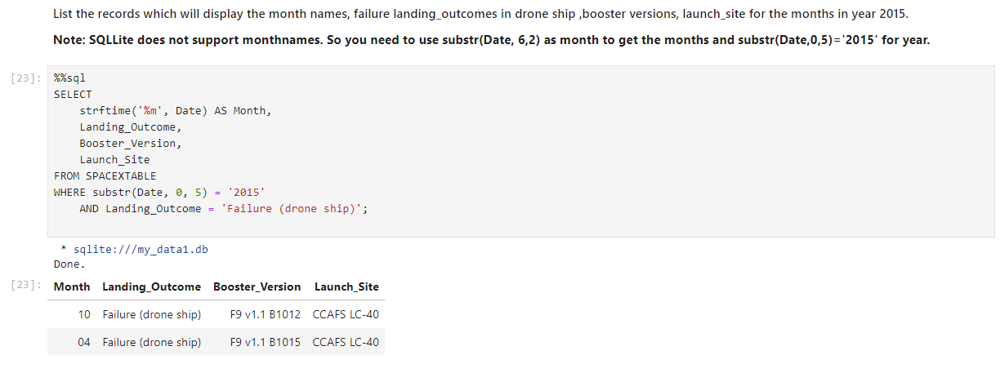 List the records which will display the month names, failure landing_outcomes in drone ship ,booster versions, launch_site for the months in year 2015.
Note: SQLLite does not support monthnames. So you need to use substr(Date, 6,2) as month to get the months and substr(Date,0,5)='2015' for year.
[23]: %%sql
SELECT
strftime('%m', Date) AS Month,
Landing_Outcome,
Booster_Version,
Launch_Site
FROM SPACEXTABLE
WHERE substr(Date, 0, 5) = '2015'
AND Landing_Outcome = 'Failure (drone ship)';
* sqlite:///my_data1.db
Done.
[23]: Month Landing_Outcome Booster_Version Launch_Site
10 Failure (drone ship) F9 v1.1 B1012 CCAFS LC-40
04 Failure (drone ship) F9 v1.1 B1015 CCAFS LC-40